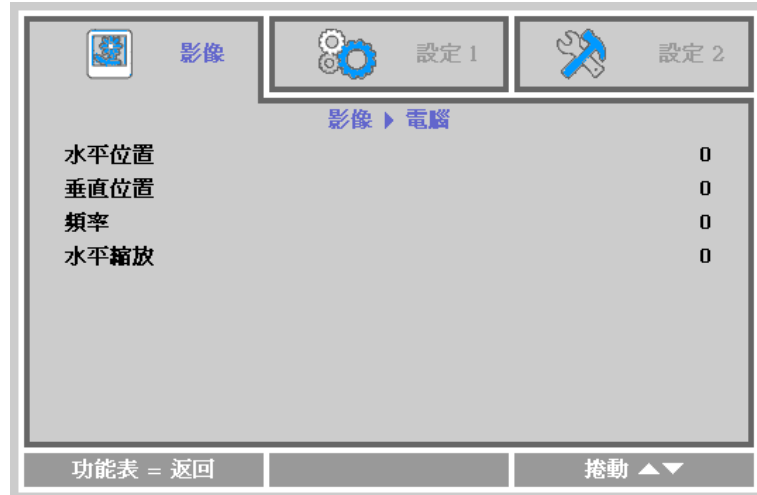 影像 設定 1 設定 2
影像 ▶ 電腦
水平位置 0
垂直位置 0
頻率 0
水平縮放 0
功能表 = 返回 捲動 ▲▼